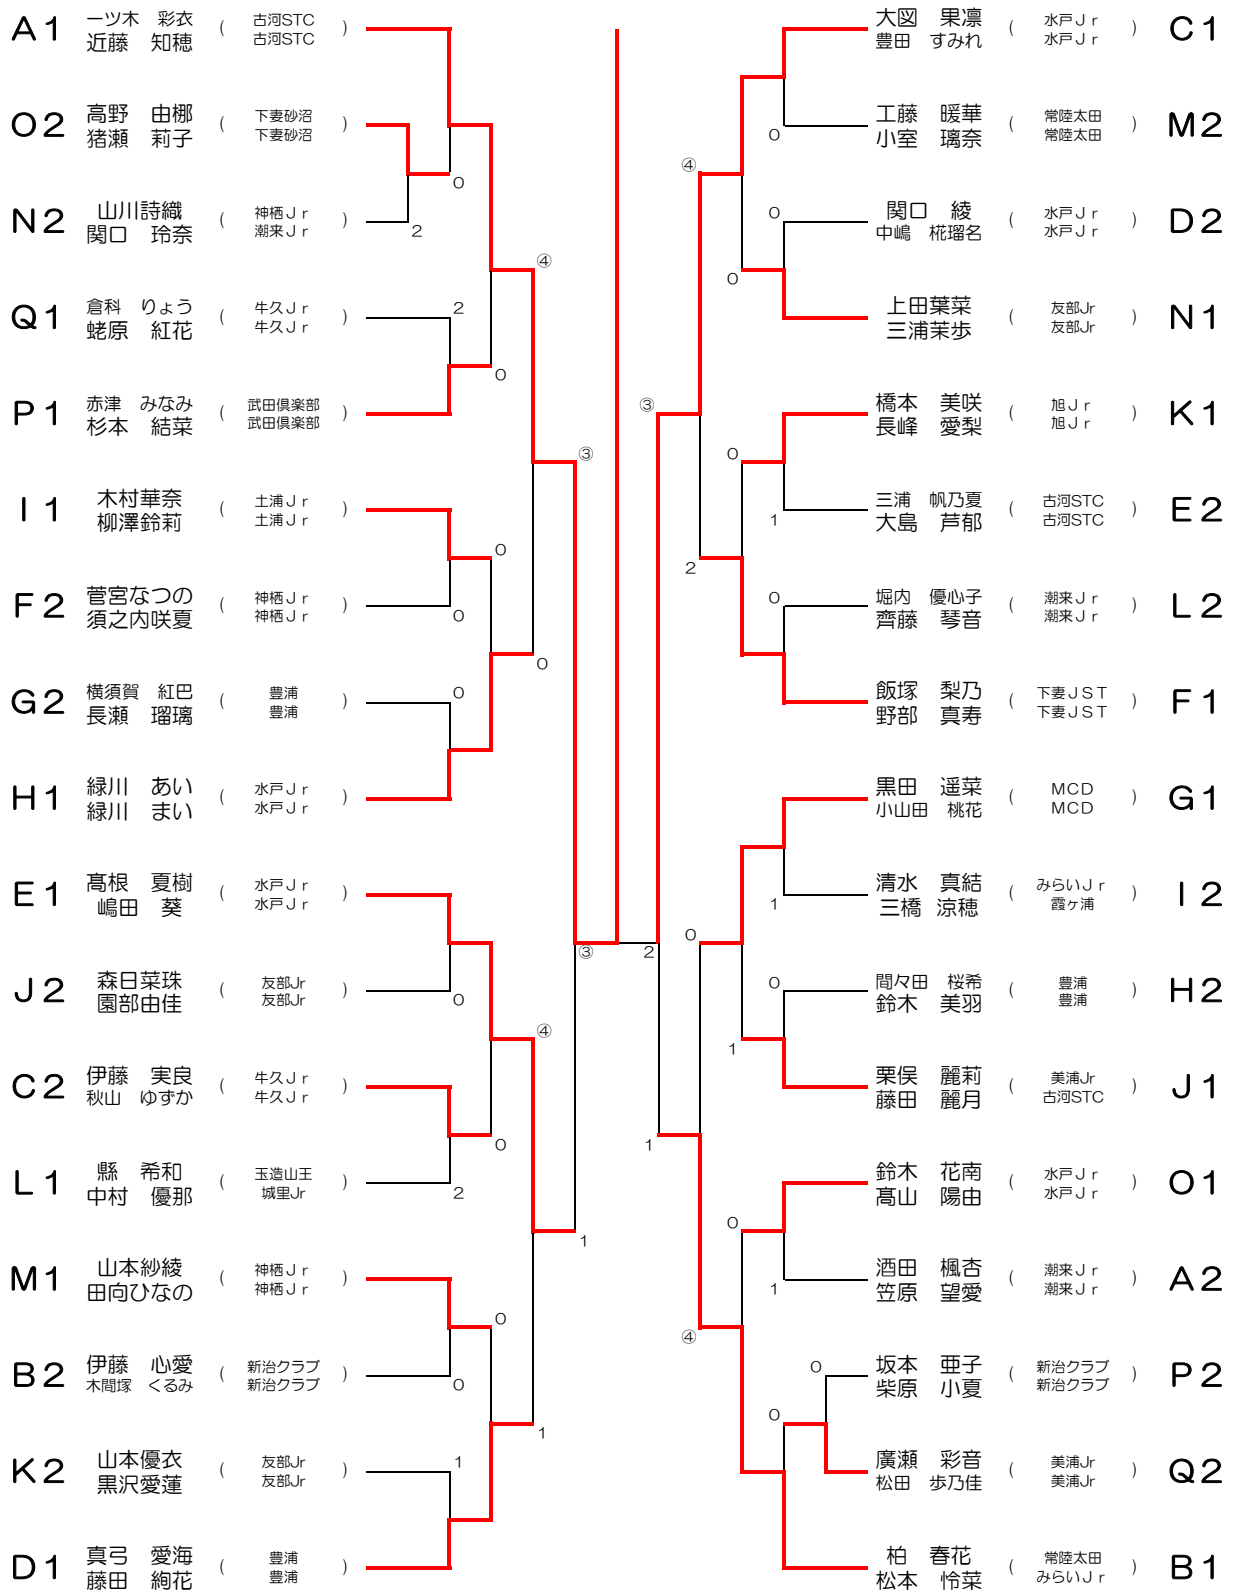 A1 一ツ木 彩衣 ( 古河STC )
近藤 知穂 古河STC
O2 高野 由梛 ( 下妻砂沼 )
猪瀬 莉子 下妻砂沼
0
N2 山川詩織 ( 神栖Jr )
関口 玲奈 潮来Jr
2
④
Q1 倉科 りょう ( 牛久Jr )
蛯原 紅花 牛久Jr
2
0
P1 赤津 みなみ ( 武田倶楽部 )
杉本 結菜 武田倶楽部
③
I1 木村華奈 ( 土浦Jr )
柳澤鈴莉 土浦Jr
0
F2 菅宮なつの ( 神栖Jr )
須之内咲夏 神栖Jr
0
0
G2 横須賀 紅巴 ( 豊浦 )
長瀬 瑠璃 豊浦
0
H1 緑川 あい ( 水戸Jr )
緑川 まい 水戸Jr
E1 髙根 夏樹 ( 水戸Jr )
嶋田 葵 水戸Jr
③
J2 森日菜珠 ( 友部Jr )
園部由佳 友部Jr
0
④
C2 伊藤 実良 ( 牛久Jr )
秋山 ゆずか 牛久Jr
0
L1 縣 希和 ( 玉造山王 )
中村 優那 城里Jr
2
1
M1 山本紗綾 ( 神栖Jr )
田向ひなの 神栖Jr
0
B2 伊藤 心愛 ( 新治クラブ )
木間塚 くるみ 新治クラブ
0
1
K2 山本優衣 ( 友部Jr )
黒沢愛蓮 友部Jr
1
D1 真弓 愛海 ( 豊浦 )
藤田 絢花 豊浦
大図 果凛 ( 水戸Jr ) C1
豊田 すみれ 水戸Jr
工藤 暖華 ( 常陸太田 ) M2
小室 璃奈 常陸太田
0
④
0
関口 綾 ( 水戸Jr ) D2
中嶋 椛瑠名 水戸Jr
0
上田葉菜 ( 友部Jr ) N1
三浦茉歩 友部Jr
③
橋本 美咲 ( 旭Jr ) K1
長峰 愛梨 旭Jr
0
三浦 帆乃夏 ( 古河STC ) E2
大島 芦郁 古河STC
1
2
0
堀内 優心子 ( 潮来Jr ) L2
齊藤 琴音 潮来Jr
飯塚 梨乃 ( 下妻JST ) F1
野部 真寿 下妻JST
黒田 遥菜 ( MCD ) G1
小山田 桃花 MCD
清水 真結 ( みらいJr ) I2
三橋 涼穂 霞ヶ浦
1
0
2
0
間々田 桜希 ( 豊浦 ) H2
鈴木 美羽 豊浦
1
栗俣 麗莉 ( 美浦Jr ) J1
藤田 麗月 古河STC
1
鈴木 花南 ( 水戸Jr ) O1
髙山 陽由 水戸Jr
0
酒田 楓杏 ( 潮来Jr ) A2
笠原 望愛 潮来Jr
1
④
0
坂本 亜子 ( 新治クラブ ) P2
柴原 小夏 新治クラブ
0
廣瀬 彩音 ( 美浦Jr ) Q2
松田 歩乃佳 美浦Jr
柏 春花 ( 常陸太田 ) B1
松本 怜菜 みらいJr